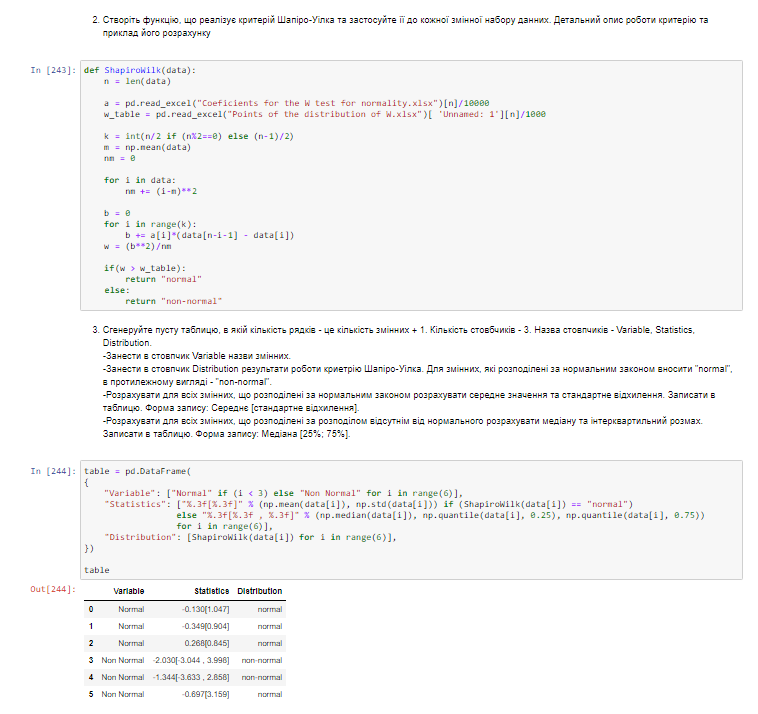 2. Створіть функцію, що реалізує критерій Шапіро-Уілка та застосуйте її до кожної змінної набору данних. Детальний опис роботи критерію та
приклад його розрахунку
In [243]: def ShapiroWilk(data):
n = len(data)
a = pd.read_excel("Coeficients for the W test for normality.xlsx")[n]/10000
w_table = pd.read_excel("Points of the distribution of W.xlsx")[ 'Unnamed: 1'][n]/1000
k = int(n/2 if (n%2==0) else (n-1)/2)
m = np.mean(data)
nm = 0
for i in data:
nm += (i-m)**2
b = 0
for i in range(k):
b += a[i]*(data[n-i-1] - data[i])
w = (b**2)/nm
if(w > w_table):
return "normal"
else:
return "non-normal"
3. Сгенеруйте пусту таблицю, в якій кількість рядків - це кількість змінних + 1. Кількість стовбчиків - 3. Назва стовпчиків - Variable, Statistics,
Distribution.
-Занести в стовпчик Variable назви змінних.
-Занести в стовпчик Distribution результати роботи криетрію Шапіро-Уілка. Для змінних, які розподілені за нормальним законом вносити "normal",
в протилежному вигляді - "non-normal".
-Розрахувати для всіх змінних, що розподілені за нормальним законом розрахувати середнє значення та стандартне відхилення. Записати в
таблицю. Форма запису: Середнє [стандартне відхилення].
-Розрахувати для всіх змінних, що розподілені за розподілом відсутнім від нормального розрахувати медіану та інтерквартильний розмах.
Записати в таблицю. Форма запису: Медіана [25%; 75%].
In [244]: table = pd.DataFrame(
{
"Variable": ["Normal" if (i < 3) else "Non Normal" for i in range(6)],
"Statistics": ["%.3f[%.3f]" % (np.mean(data[i]), np.std(data[i])) if (ShapiroWilk(data[i]) == "normal")
else "%.3f[%.3f , %.3f]" % (np.median(data[i]), np.quantile(data[i], 0.25), np.quantile(data[i], 0.75))
for i in range(6)],
"Distribution": [ShapiroWilk(data[i]) for i in range(6)],
})
table
Out[244]: Variable Statistics Distribution
0 Normal -0.130[1.047] normal
1 Normal -0.349[0.904] normal
2 Normal 0.268[0.845] normal
3 Non Normal -2.030[-3.044 , 3.998] non-normal
4 Non Normal -1.344[-3.633 , 2.858] non-normal
5 Non Normal -0.697[3.159] normal